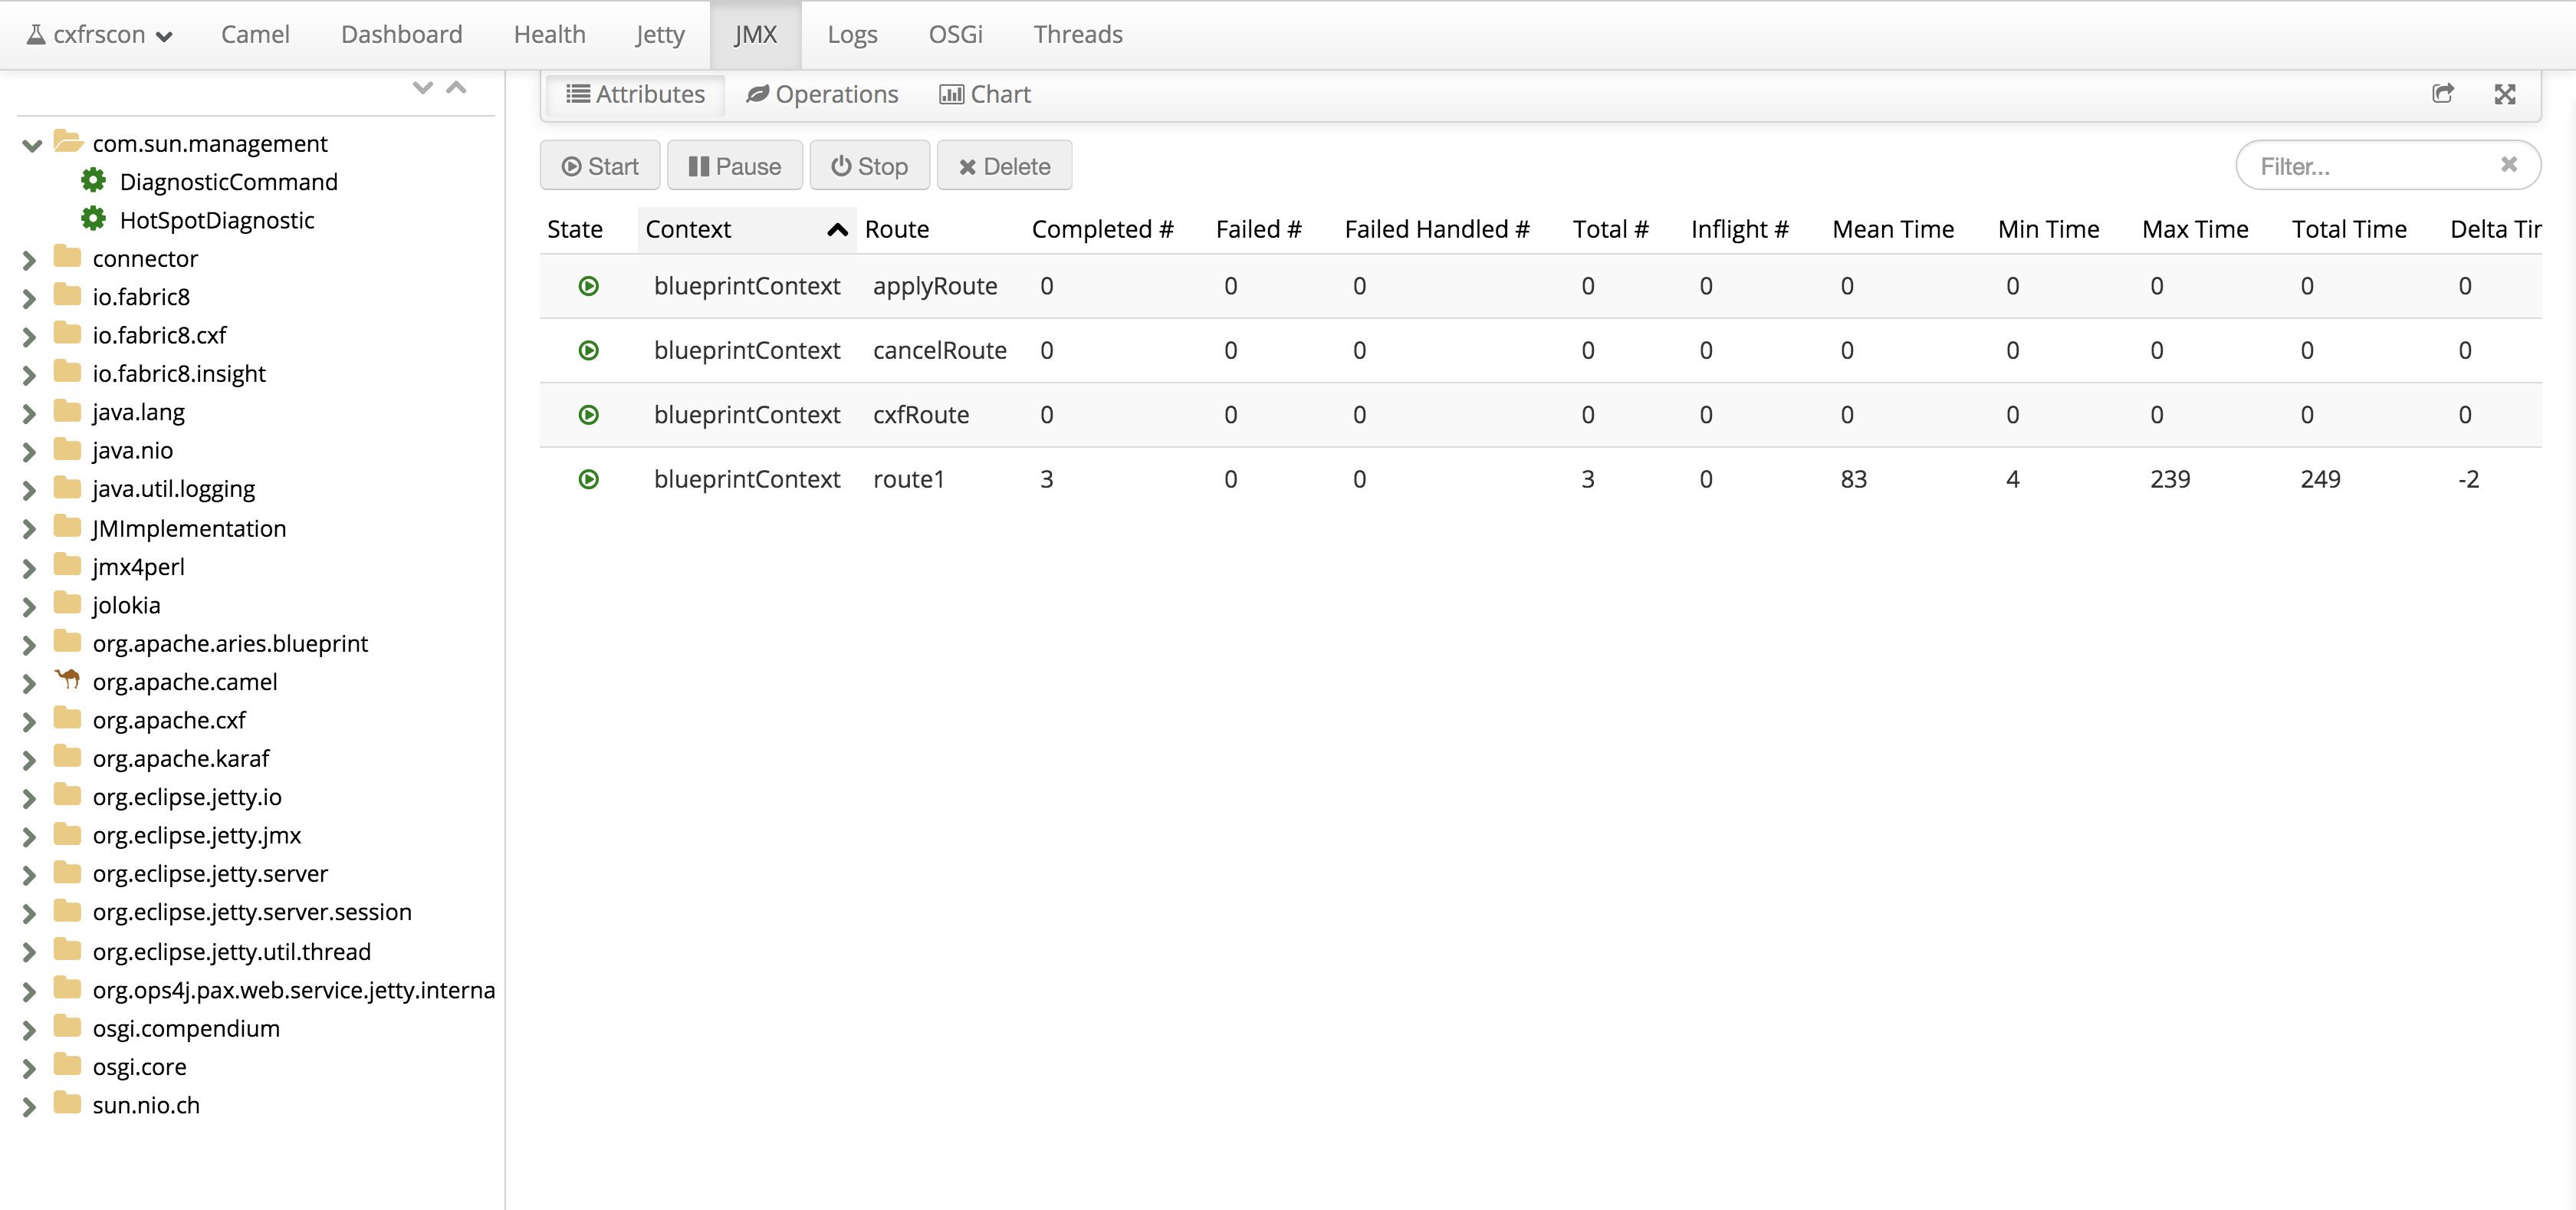 cxfrscon Camel Dashboard Health Jetty JMX Logs OSGi Threads
Attributes Operations Chart
Start Pause Stop Delete Filter...
com.sun.management
DiagnosticCommand
HotSpotDiagnostic
connector
io.fabric8
io.fabric8.cxf
io.fabric8.insight
java.lang
java.nio
java.util.logging
JMImplementation
jmx4perl
jolokia
org.apache.aries.blueprint
org.apache.camel
org.apache.cxf
org.apache.karaf
org.eclipse.jetty.io
org.eclipse.jetty.jmx
org.eclipse.jetty.server
org.eclipse.jetty.server.session
org.eclipse.jetty.util.thread
org.ops4j.pax.web.service.jetty.interna
osgi.compendium
osgi.core
sun.nio.ch
State Context Route Completed # Failed # Failed Handled # Total # Inflight # Mean Time Min Time Max Time Total Time Delta Tir
blueprintContext applyRoute 0 0 0 0 0 0 0 0 0 0
blueprintContext cancelRoute 0 0 0 0 0 0 0 0 0 0
blueprintContext cxfRoute 0 0 0 0 0 0 0 0 0 0
blueprintContext route1 3 0 0 3 0 83 4 239 249 -2